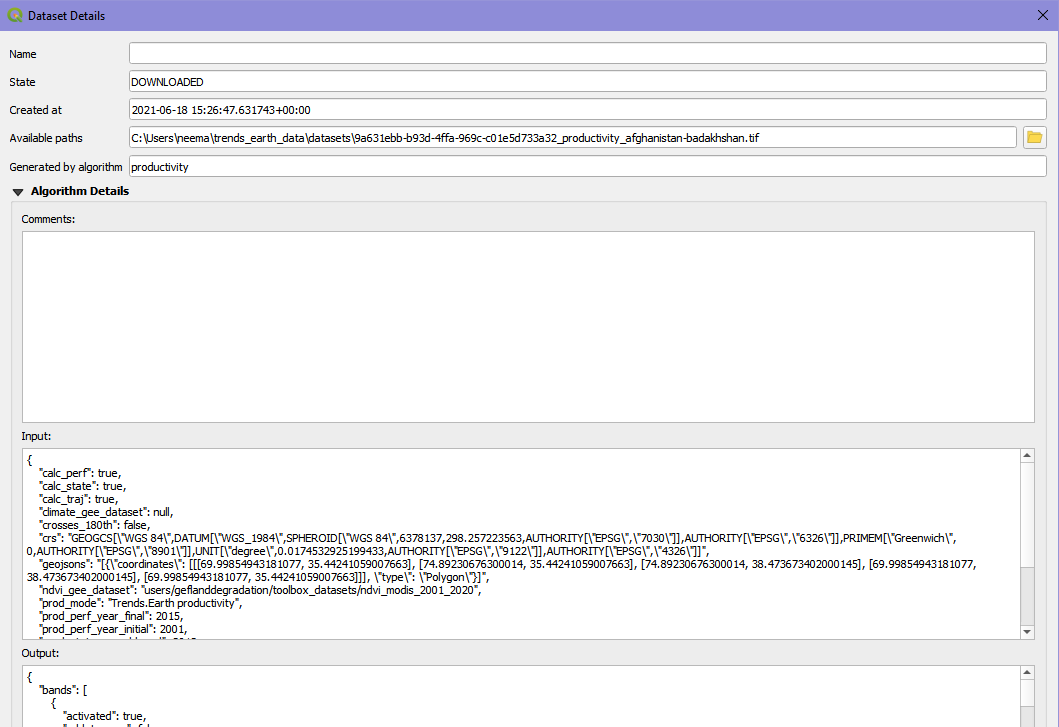 Dataset Details
Name
State DOWNLOADED
Created at 2021-06-18 15:26:47.631743+00:00
Available paths C:\Users\neema\trends_earth_data\datasets\9a631ebb-b93d-4ffa-969c-c01e5d733a32_productivity_afghanistan-badakhshan.tif
Generated by algorithm productivity
Algorithm Details
Comments:
Input:
{
"calc_perf": true,
"calc_state": true,
"calc_traj": true,
"climate_gee_dataset": null,
"crosses_180th": false,
"crs": "GEOGCS[\"WGS 84\",DATUM[\"WGS_1984\",SPHEROID[\"WGS 84\",6378137,298.257223563,AUTHORITY[\"EPSG\",\"7030\"]],AUTHORITY[\"EPSG\",\"6326\"]],PRIMEM[\"Greenwich\",
0,AUTHORITY[\"EPSG\",\"8901\"]],UNIT[\"degree\",0.0174532925199433,AUTHORITY[\"EPSG\",\"9122\"]],AUTHORITY[\"EPSG\",\"4326\"]]",
"geojsons": "[{\"coordinates\": [[[69.99854943181077, 35.44241059007663], [74.89230676300014, 35.44241059007663], [74.89230676300014, 38.473673402000145], [69.99854943181077,
38.473673402000145], [69.99854943181077, 35.44241059007663]]], \"type\": \"Polygon\"}]",
"ndvi_gee_dataset": "users/geflanddegradation/toolbox_datasets/ndvi_modis_2001_2020",
"prod_mode": "Trends.Earth productivity",
"prod_perf_year_final": 2015,
"prod_perf_year_initial": 2001,
Output:
{
"bands": [
{
"activated": true,